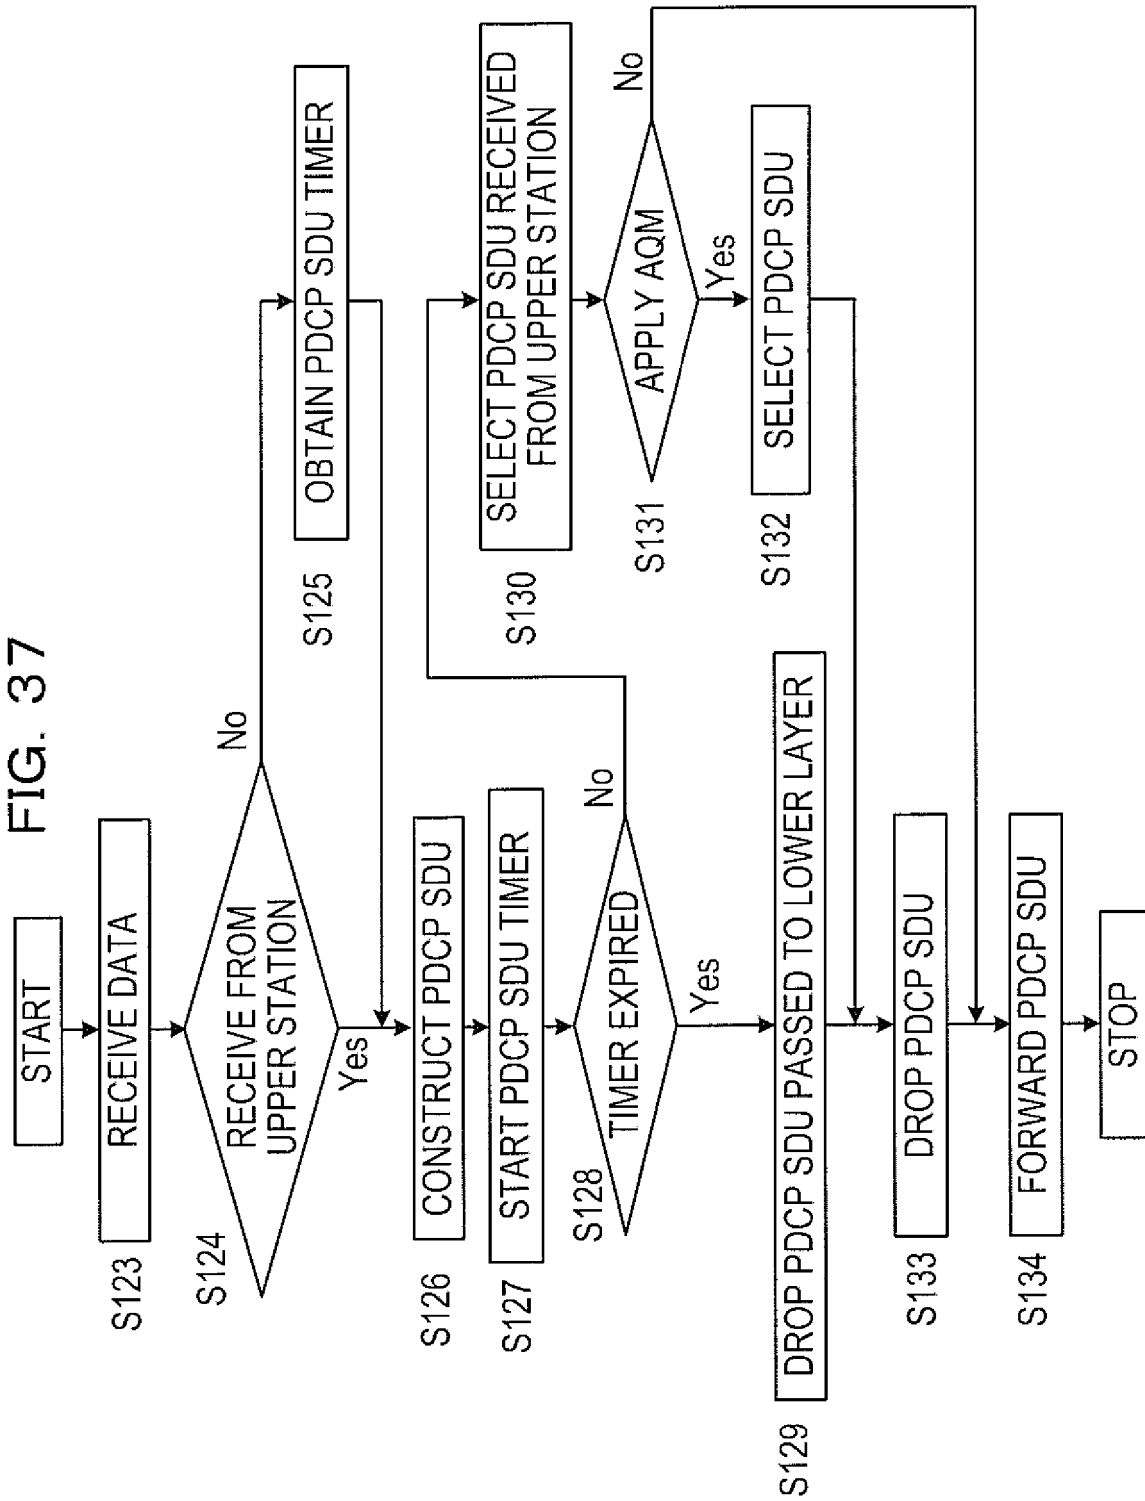 FIG. 37
START
RECEIVE DATA
S123
RECEIVE FROM
UPPER STATION
S124
No
Yes
OBTAIN PDCP SDU TIMER
S125
CONSTRUCT PDCP SDU
S126
START PDCP SDU TIMER
S127
TIMER EXPIRED
S128
No
Yes
DROP PDCP SDU PASSED TO LOWER LAYER
S129
SELECT PDCP SDU RECEIVED
FROM UPPER STATION
S130
APPLY AQM
S131
No
Yes
SELECT PDCP SDU
S132
DROP PDCP SDU
S133
FORWARD PDCP SDU
S134
STOP